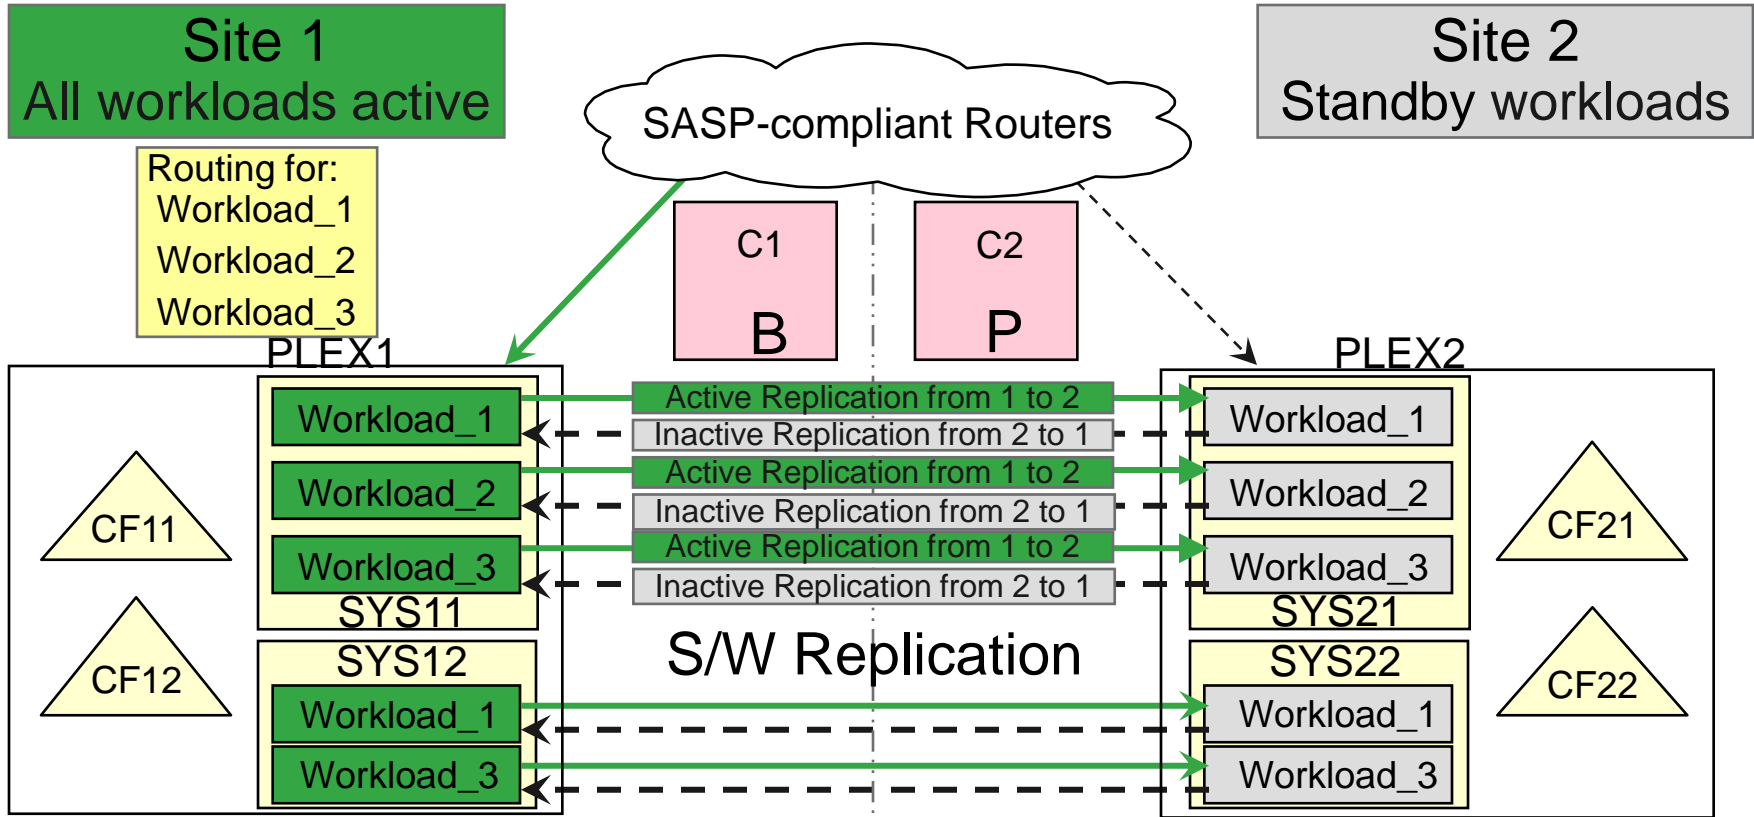 Site 1
All workloads active
Site 2
Standby workloads
SASP-compliant Routers
Routing for:
Workload_1
Workload_2
Workload_3
C1
B
C2
P
PLEX1
PLEX2
Workload_1
Active Replication from 1 to 2
Inactive Replication from 2 to 1
Workload_1
Workload_2
Active Replication from 1 to 2
Inactive Replication from 2 to 1
Workload_2
Workload_3
Active Replication from 1 to 2
Inactive Replication from 2 to 1
Workload_3
CF11
CF21
SYS11
SYS21
S/W Replication
CF12
SYS12
SYS22
CF22
Workload_1
Workload_1
Workload_3
Workload_3